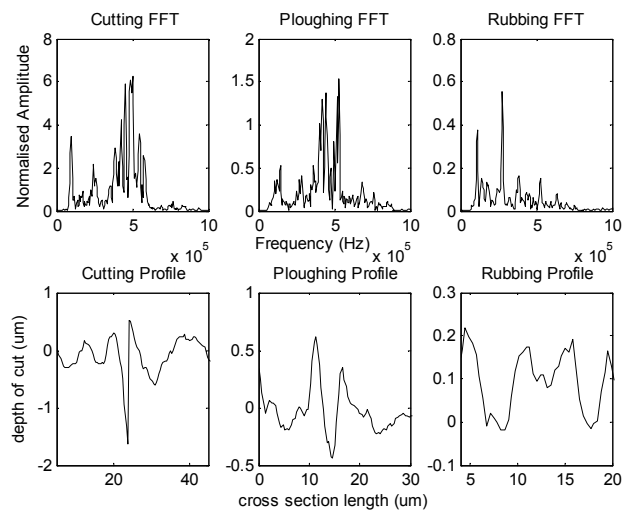 Cutting FFT
Ploughing FFT
Rubbing FFT
Normalised Amplitude
8
6
4
2
0
0 5 10
x 10^5
2
1.5
1
0.5
0
0 5 10
x 10^5
0.8
0.6
0.4
0.2
0
0 5 10
x 10^5
Frequency (Hz)
Cutting Profile
Ploughing Profile
Rubbing Profile
depth of cut (um)
1
0
-1
-2
20 40
1
0.5
0
-0.5
0 10 20 30
0.3
0.2
0.1
0
-0.1
5 10 15 20
cross section length (um)